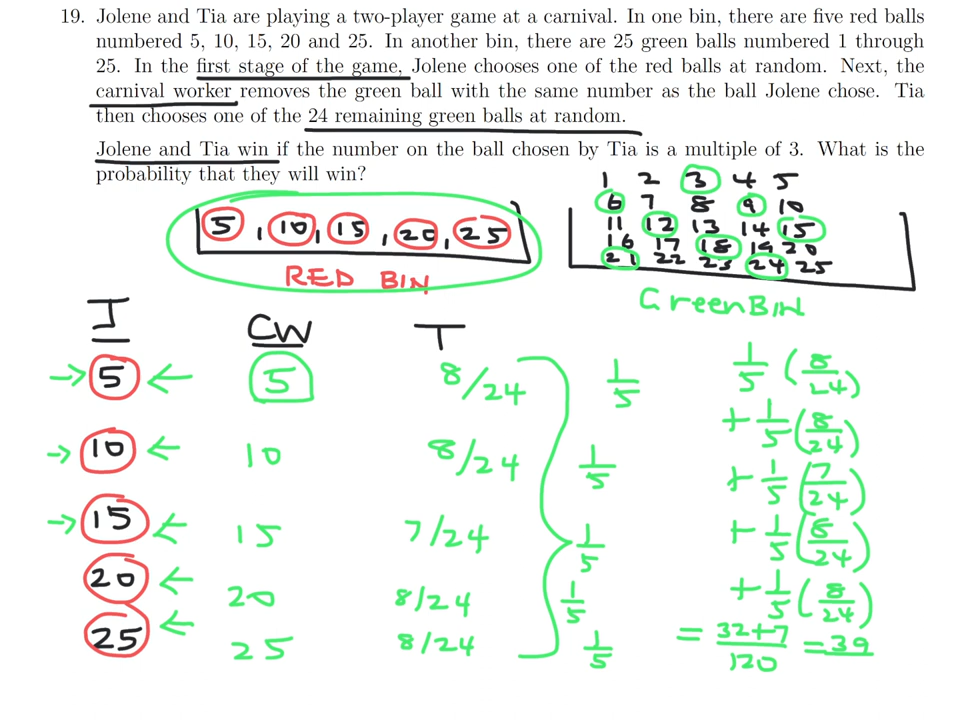 19. Jolene and Tia are playing a two-player game at a carnival. In one bin, there are five red balls
numbered 5, 10, 15, 20 and 25. In another bin, there are 25 green balls numbered 1 through
25. In the first stage of the game, Jolene chooses one of the red balls at random. Next, the
carnival worker removes the green ball with the same number as the ball Jolene chose. Tia
then chooses one of the 24 remaining green balls at random.
Jolene and Tia win if the number on the ball chosen by Tia is a multiple of 3. What is the
probability that they will win?
1 2 3 4 5
6 7 8 9 10
11 12 13 14 15
16 17 18 19 20
21 22 23 24 25
5, 10, 15, 20, 25
RED BIN
GreenBIN
J CW T
5 5 8/24 1/5 1/5 (8/24)
10 10 8/24 1/5 + 1/5 (8/24)
15 15 7/24 1/5 + 1/5 (7/24)
20 20 8/24 1/5 + 1/5 (8/24)
25 25 8/24 1/5 + 1/5 (8/24)
= 32+7/120 = 39